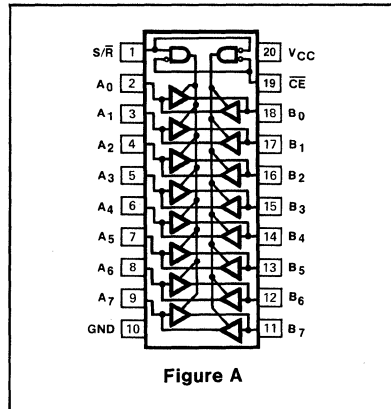 S/R̅ 1 20 VCC
A0 2 19 C̅E̅
A1 3 18 B0
A2 4 17 B1
A3 5 16 B2
A4 6 15 B3
A5 7 14 B4
A6 8 13 B5
A7 9 12 B6
GND 10 11 B7
Figure A